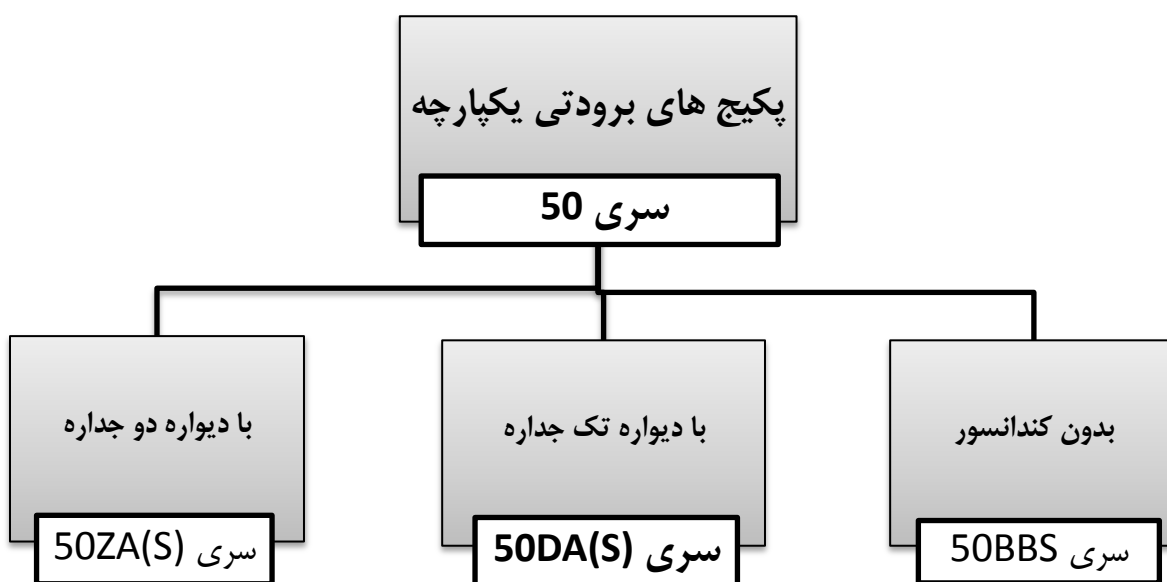 پکیج های برودتی یکپارچه
سری 50
بدون کندانسور
سری 50BBS
با دیواره تک جداره
سری 50DA(S)
با دیواره دو جداره
سری 50ZA(S)